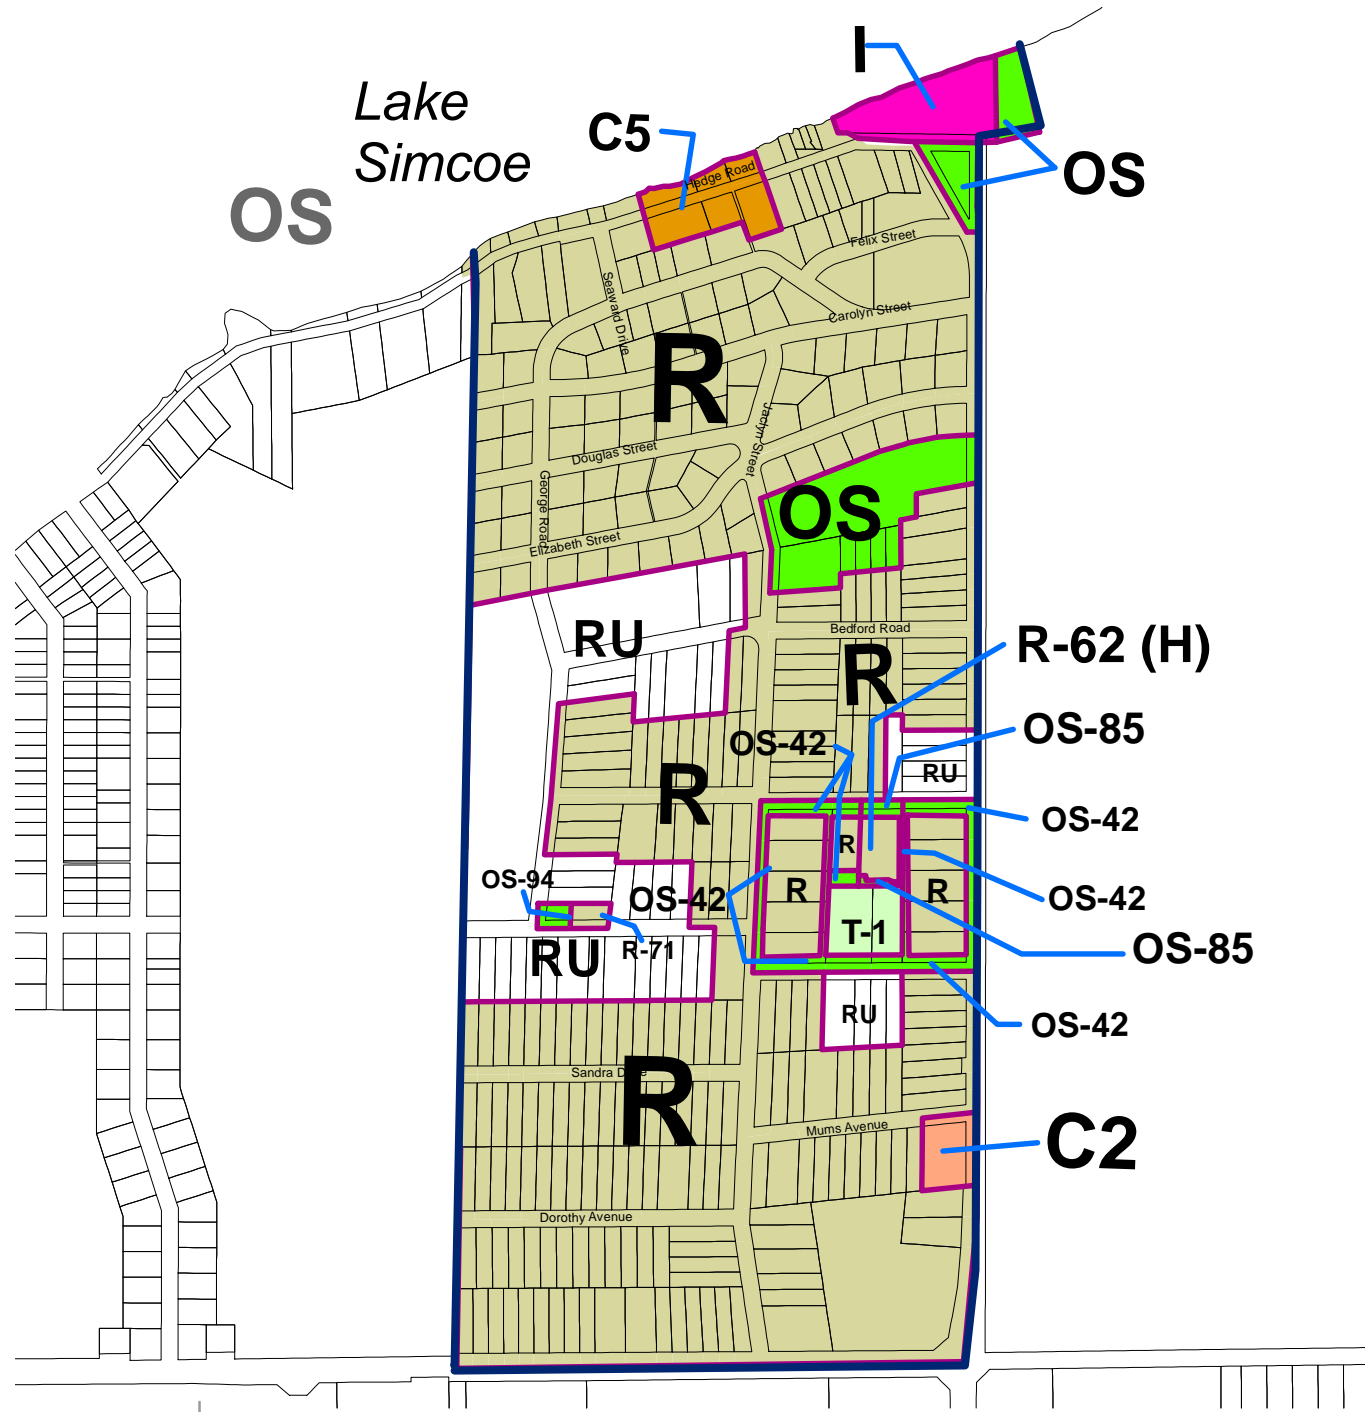 I
Lake
Simcoe
C5
OS
OS
Hedge Road
Felix Street
Seaward Drive
Carolyn Street
R
Jaclyn Street
Douglas Street
George Road
OS
Elizabeth Street
RU
Bedford Road
R-62 (H)
R
OS-85
OS-42
RU
R
OS-42
R
OS-94
R
R
OS-42
OS-42
T-1
R-71
RU
OS-85
RU
OS-42
Sandra
R
Mums Avenue
C2
Dorothy Avenue